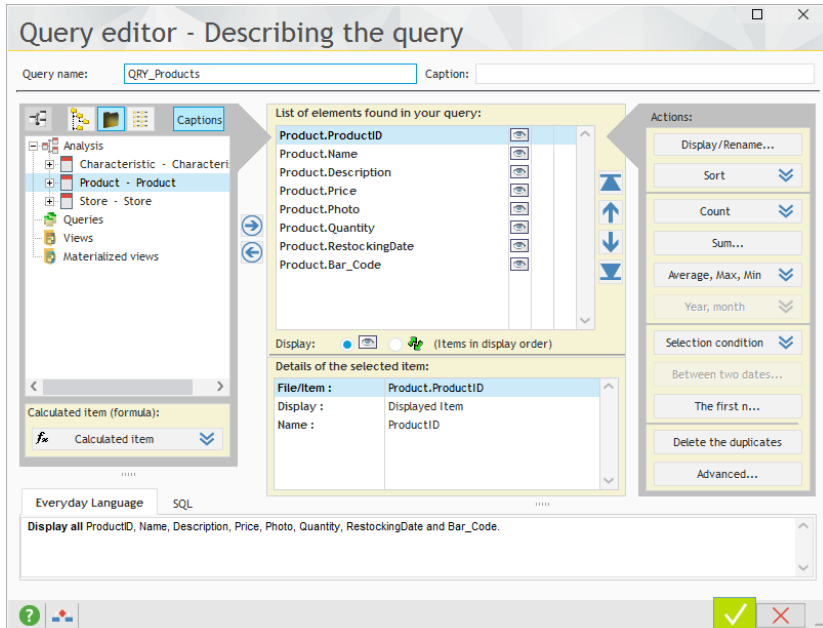 Query editor - Describing the query
Query name: QRY_Products Caption:
Captions
Analysis
Characteristic - Characteri
Product - Product
Store - Store
Queries
Views
Materialized views
Calculated item (formula):
fx Calculated item
List of elements found in your query:
Product.ProductID
Product.Name
Product.Description
Product.Price
Product.Photo
Product.Quantity
Product.RestockingDate
Product.Bar_Code
Display: (Items in display order)
Details of the selected item:
File/Item : Product.ProductID
Display : Displayed Item
Name : ProductID
Actions:
Display/Rename...
Sort
Count
Sum...
Average, Max, Min
Year, month
Selection condition
Between two dates...
The first n...
Delete the duplicates
Advanced...
Everyday Language SQL
Display all ProductID, Name, Description, Price, Photo, Quantity, RestockingDate and Bar_Code.
?